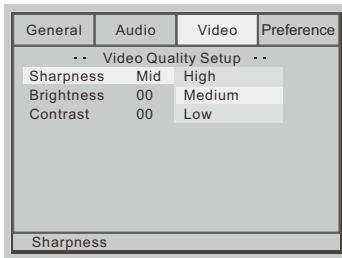 General Audio Video Preference
- - Video Quality Setup - -
Sharpness Mid High
Brightness 00 Medium
Contrast 00 Low
Sharpness